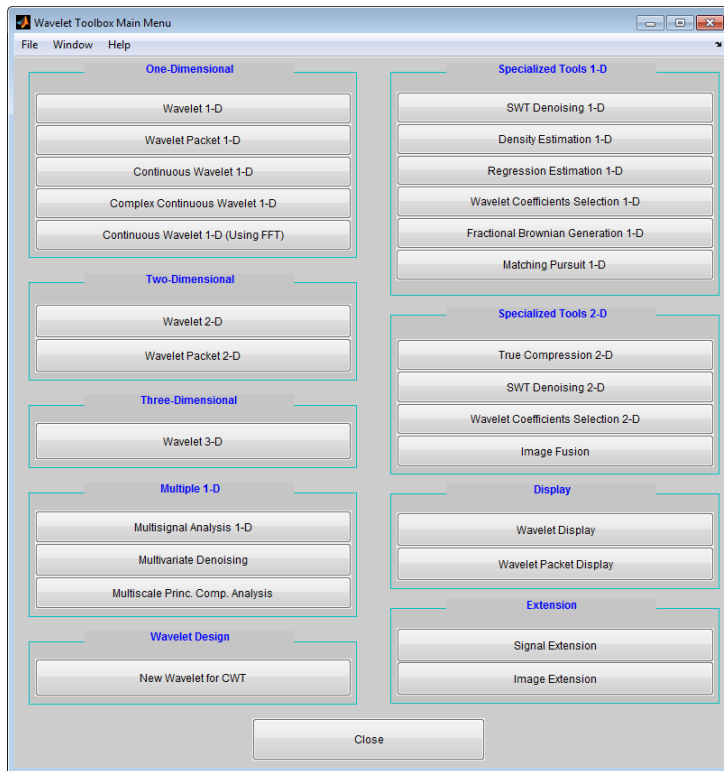 Wavelet Toolbox Main Menu
File Window Help
One-Dimensional
Wavelet 1-D
Wavelet Packet 1-D
Continuous Wavelet 1-D
Complex Continuous Wavelet 1-D
Continuous Wavelet 1-D (Using FFT)
Two-Dimensional
Wavelet 2-D
Wavelet Packet 2-D
Three-Dimensional
Wavelet 3-D
Multiple 1-D
Multisignal Analysis 1-D
Multivariate Denoising
Multiscale Princ. Comp. Analysis
Wavelet Design
New Wavelet for CWT
Specialized Tools 1-D
SWT Denoising 1-D
Density Estimation 1-D
Regression Estimation 1-D
Wavelet Coefficients Selection 1-D
Fractional Brownian Generation 1-D
Matching Pursuit 1-D
Specialized Tools 2-D
True Compression 2-D
SWT Denoising 2-D
Wavelet Coefficients Selection 2-D
Image Fusion
Display
Wavelet Display
Wavelet Packet Display
Extension
Signal Extension
Image Extension
Close